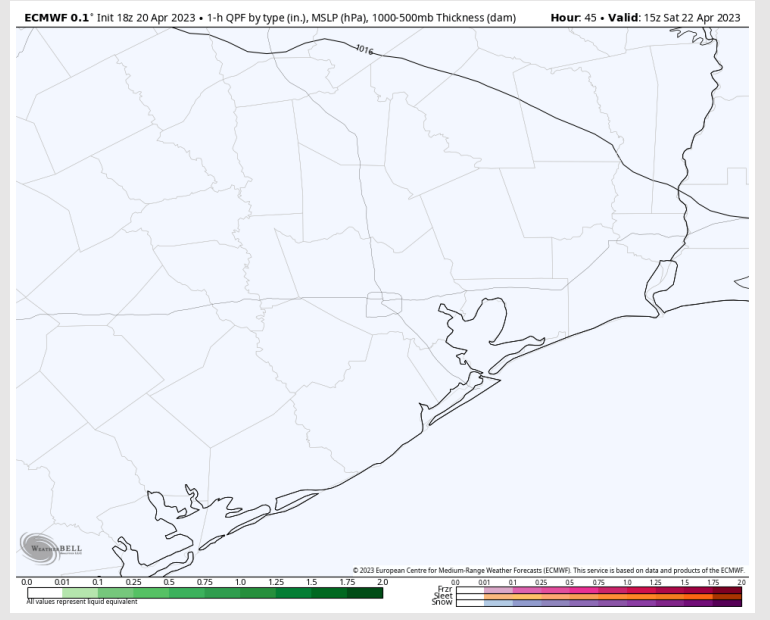 ECMWF 0.1° Init 18z 20 Apr 2023 • 1-h QPF by type (in.), MSLP (hPa), 1000-500mb Thickness (dam) Hour: 45 • Valid: 15z Sat 22 Apr 2023
1016
WEATHERBELL
© 2023 European Centre for Medium-Range Weather Forecasts (ECMWF). This service is based on data and products of the ECMWF.
0.0 0.01 0.1 0.25 0.5 0.75 1.0 1.25 1.5 1.75 2.0
All values represent liquid equivalent
0.0 0.01 0.1 0.25 0.5 0.75 1.0 1.25 1.5 1.75 2.0
Frzr
Sleet
Snow